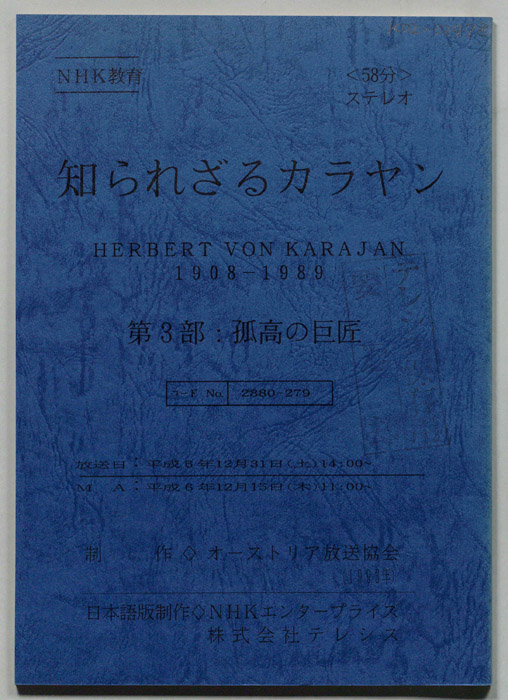 NHK教育
<58分>
ステレオ
知られざるカラヤン
HERBERT VON KARAJAN
1908-1989
第3部：孤高の巨匠
コード No. 2880-279
放送日：平成6年12月31日(土)14:00~
M A：平成6年12月15日(木)11:00~
制 作◇オーストリア放送協会
日本語版制作◇NHKエンタープライズ
株式会社テレシス